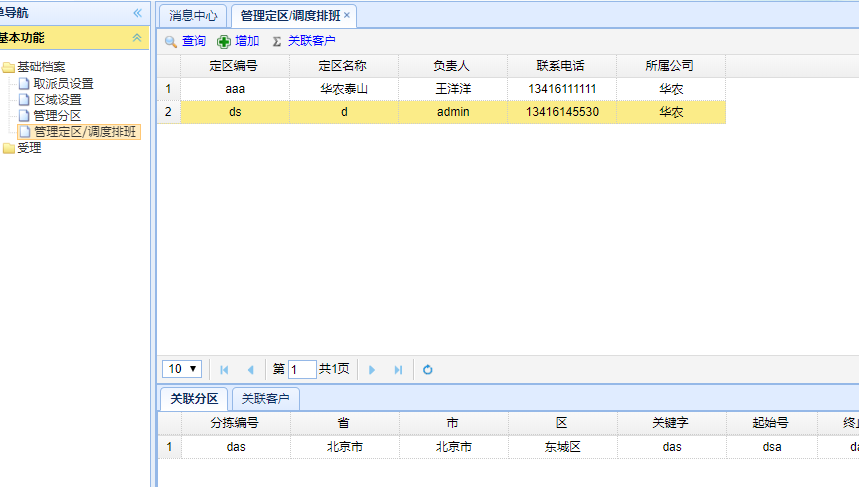 单导航
基本功能
基础档案
取派员设置
区域设置
管理分区
管理定区/调度排班
受理
消息中心 管理定区/调度排班
查询 增加 关联客户
定区编号 定区名称 负责人 联系电话 所属公司
1 aaa 华农泰山 王洋洋 13416111111 华农
2 ds d admin 13416145530 华农
10 第 1 共1页
关联分区 关联客户
分拣编号 省 市 区 关键字 起始号 终止
1 das 北京市 北京市 东城区 das dsa da